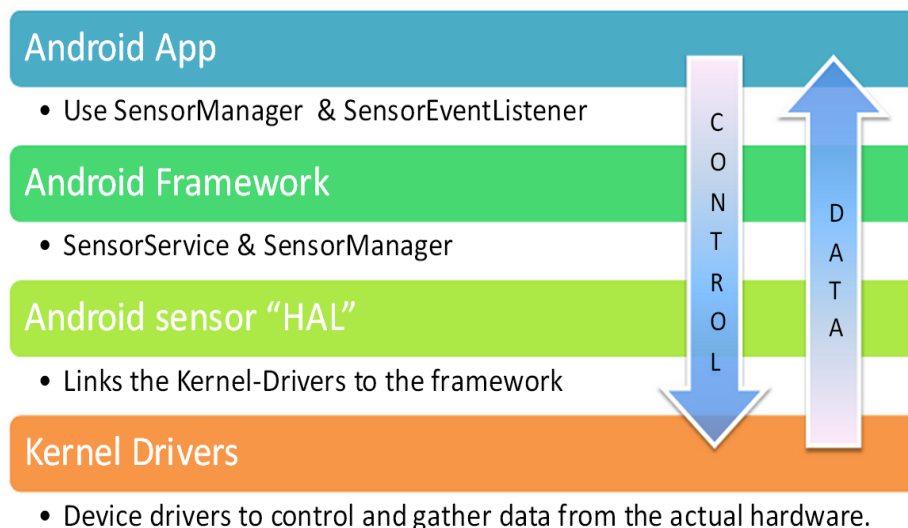 Android App
• Use SensorManager & SensorEventListener
Android Framework
• SensorService & SensorManager
Android sensor “HAL”
• Links the Kernel-Drivers to the framework
Kernel Drivers
• Device drivers to control and gather data from the actual hardware.
CONTROL
DATA